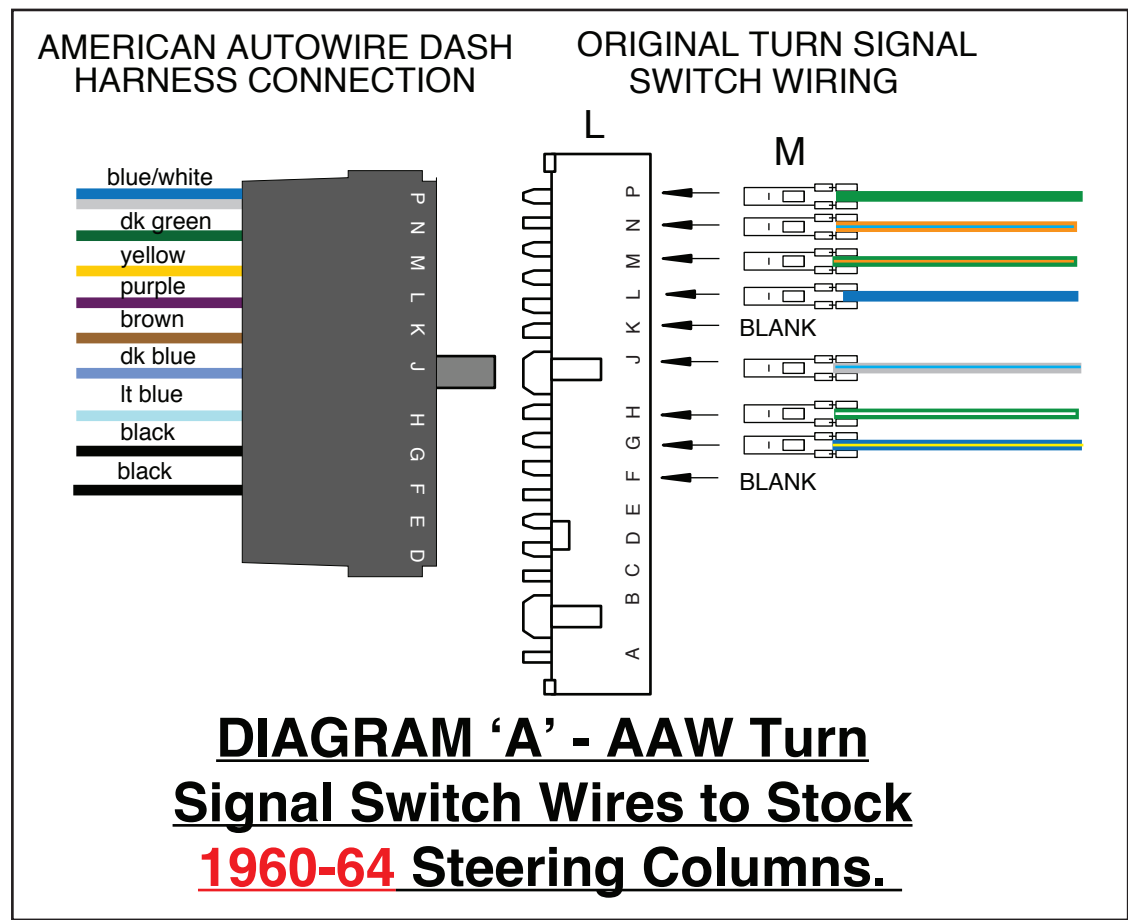 AMERICAN AUTOWIRE DASH
HARNESS CONNECTION
ORIGINAL TURN SIGNAL
SWITCH WIRING
blue/white
dk green
yellow
purple
brown
dk blue
lt blue
black
black
P
N
M
L
K
J
H
G
F
E
D
L
P
N
M
L
K
J
H
G
F
E
D
C
B
A
M
BLANK
BLANK
DIAGRAM ‘A’ - AAW Turn
Signal Switch Wires to Stock
1960-64 Steering Columns.